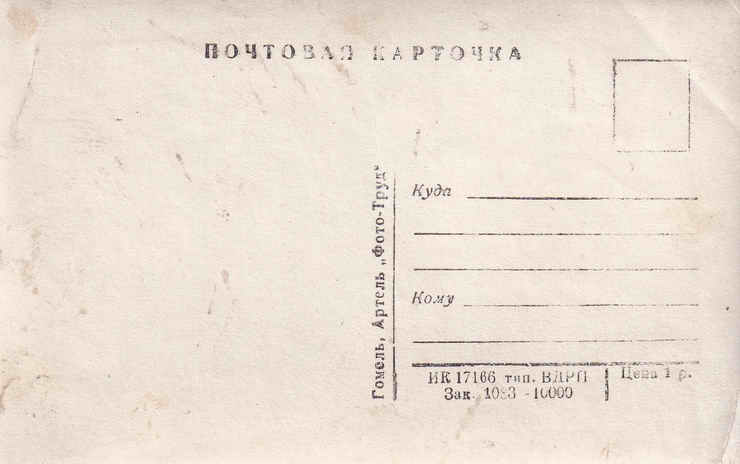 ПОЧТОВАЯ КАРТОЧКА
Гомель, Артель „Фото-Труд“
Куда
Кому
ИК 17166 тип. ВДРП
Зак. 1083 -10000
Цена 1 р.